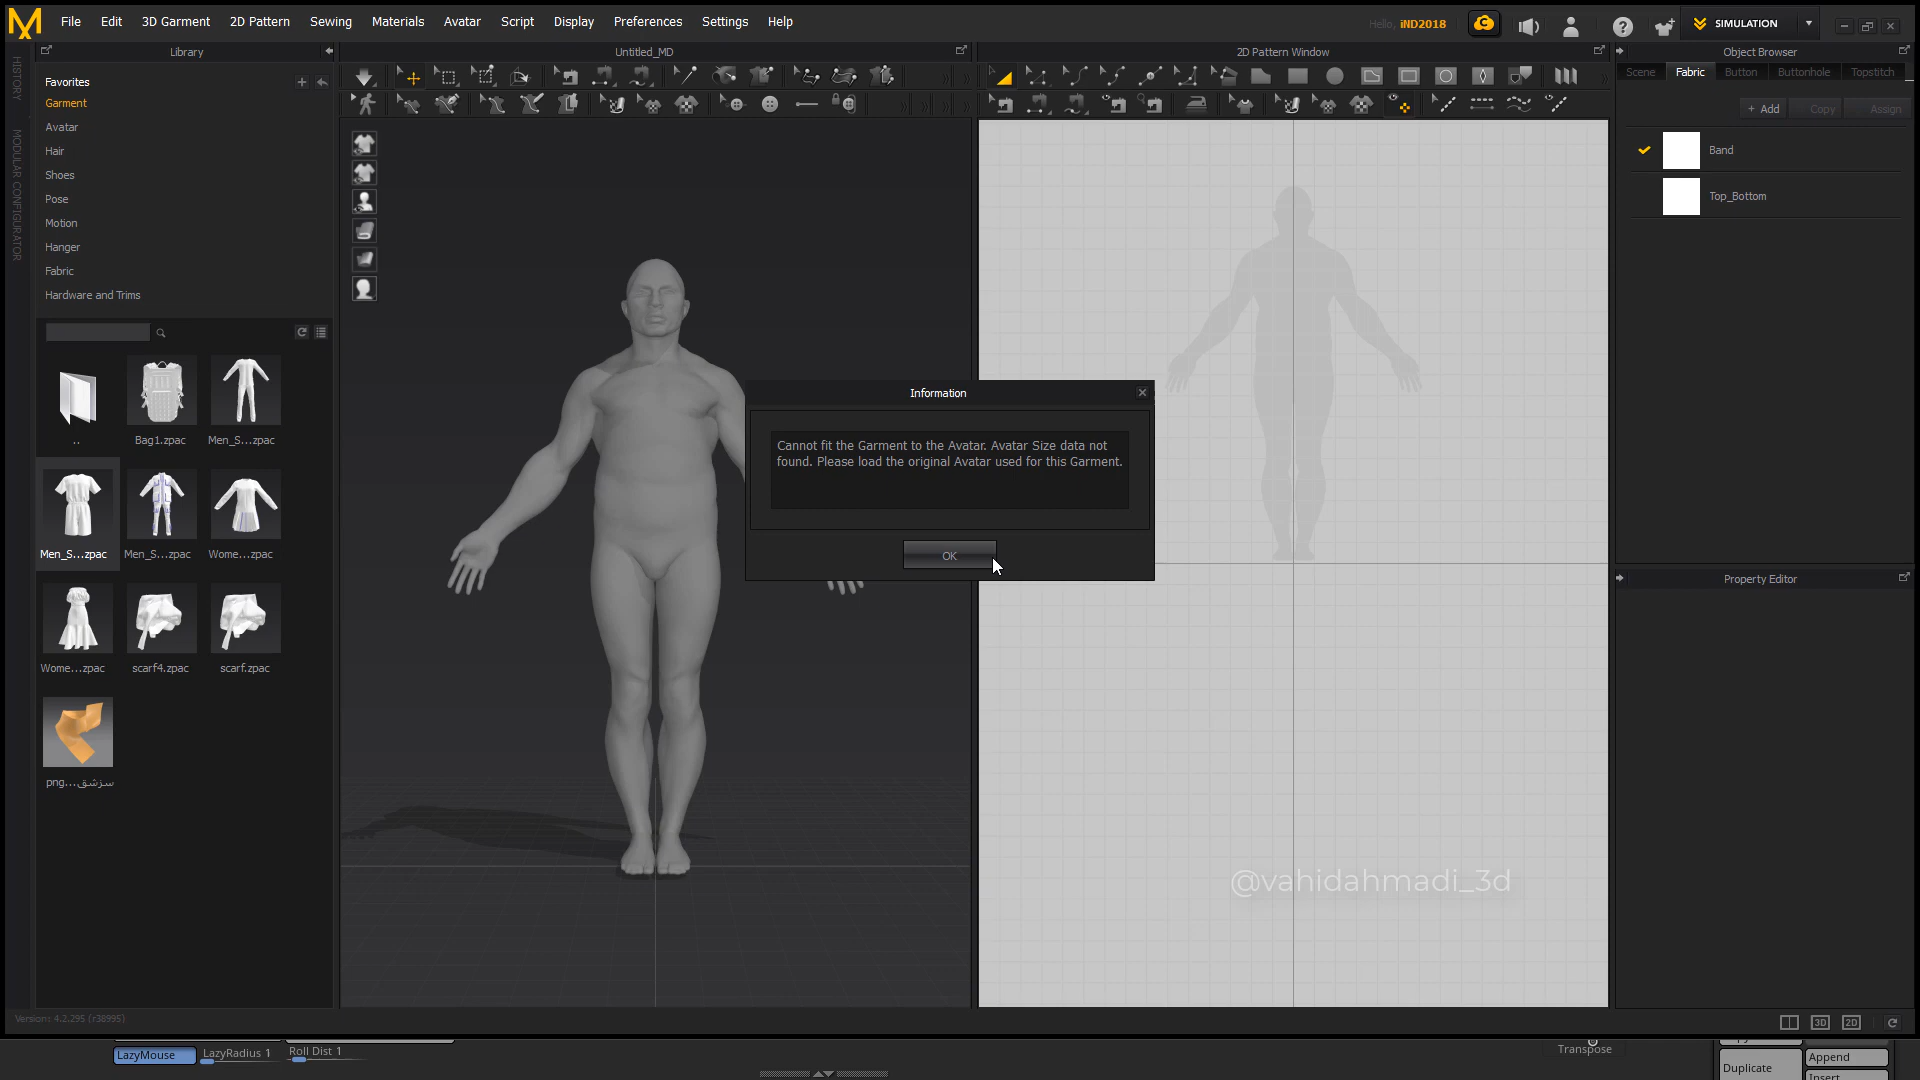 File Edit 3D Garment 2D Pattern Sewing Materials Avatar Script Display Preferences Settings Help
Hello, iND2018
SIMULATION
HISTORY
MODULAR CONFIGURATOR
Library
Untitled_MD
2D Pattern Window
Object Browser
Favorites
Garment
Avatar
Hair
Shoes
Pose
Motion
Hanger
Fabric
Hardware and Trims
Scene Fabric Button Buttonhole Topstitch
+ Add Copy Assign
Band
Top_Bottom
Property Editor
..
Bag1.zpac
Men_S...zpac
Men_S...zpac
Men_S...zpac
Wome...zpac
Wome...zpac
scarf4.zpac
scarf.zpac
png...سزشق
Information
Cannot fit the Garment to the Avatar. Avatar Size data not
found. Please load the original Avatar used for this Garment.
OK
@vahidahmadi_3d
Version: 4.2.295 (r38995)
3D 2D
LazyMouse LazyRadius 1 Roll Dist 1
Transpose
Duplicate
Append
Insert